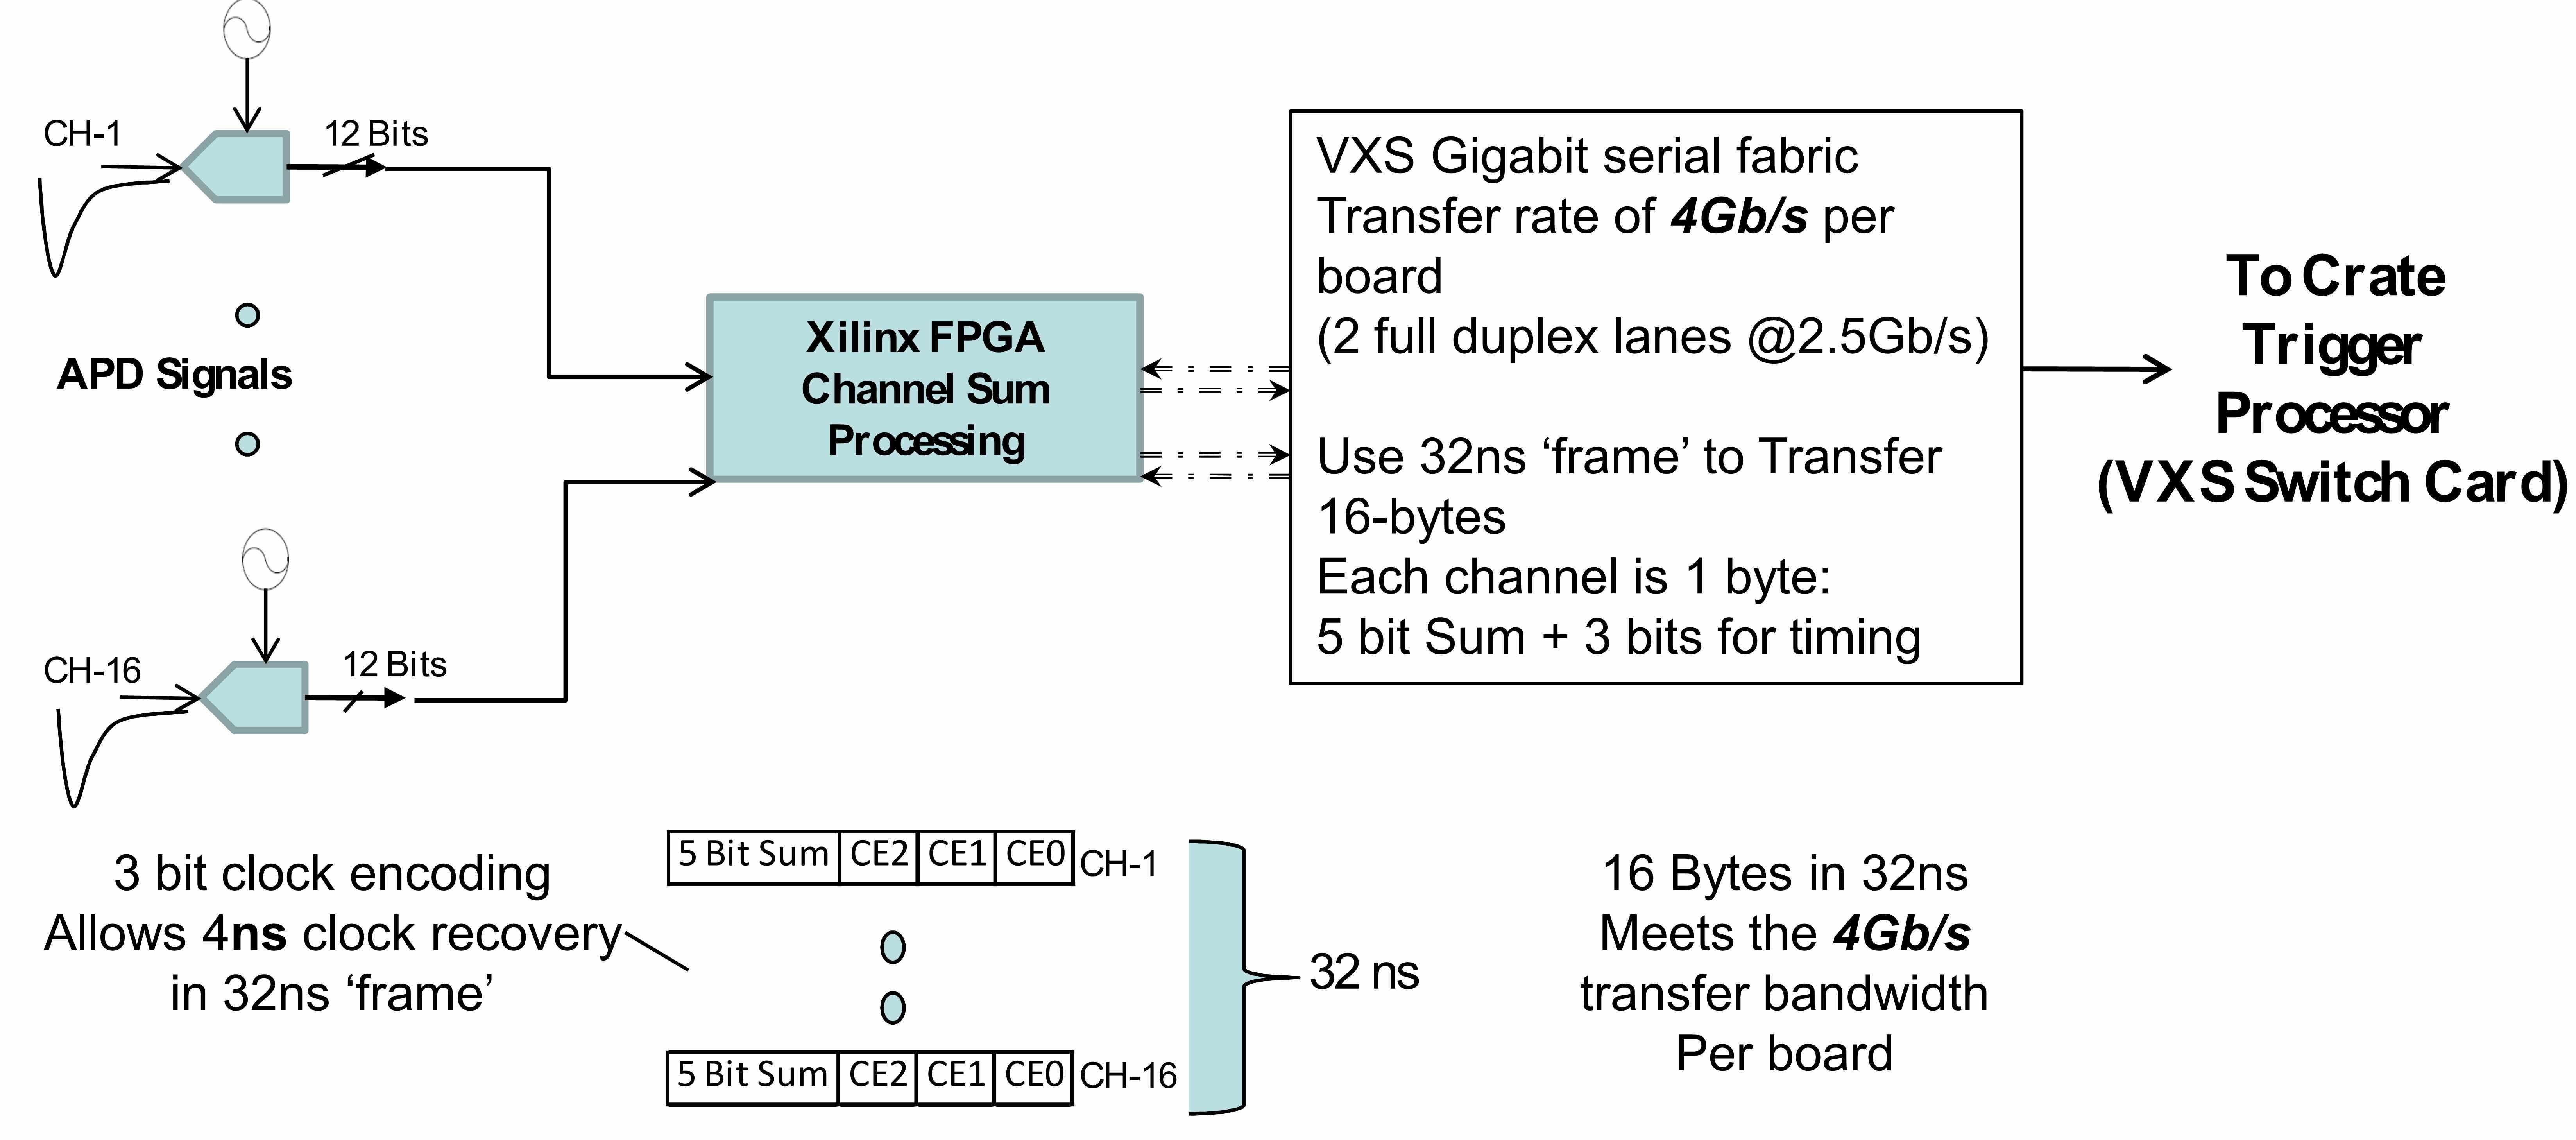 CH-1
12 Bits
APD Signals
CH-16
12 Bits
Xilinx FPGA
Channel Sum
Processing
VXS Gigabit serial fabric
Transfer rate of 4Gb/s per
board
(2 full duplex lanes @2.5Gb/s)
Use 32ns ‘frame’ to Transfer
16-bytes
Each channel is 1 byte:
5 bit Sum + 3 bits for timing
To Crate
Trigger
Processor
(VXS Switch Card)
3 bit clock encoding
Allows 4ns clock recovery
in 32ns ‘frame’
5 Bit Sum CE2 CE1 CE0 CH-1
5 Bit Sum CE2 CE1 CE0 CH-16
32 ns
16 Bytes in 32ns
Meets the 4Gb/s
transfer bandwidth
Per board